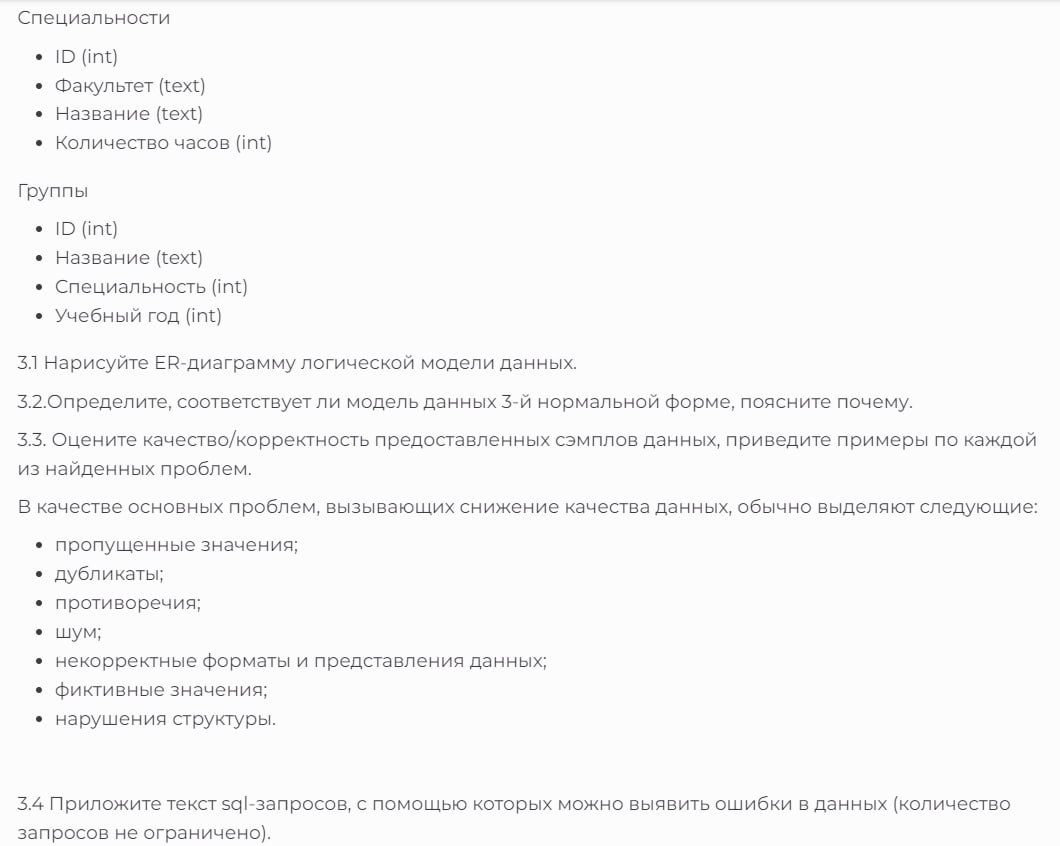 Специальности
• ID (int)
• Факультет (text)
• Название (text)
• Количество часов (int)
Группы
• ID (int)
• Название (text)
• Специальность (int)
• Учебный год (int)
3.1 Нарисуйте ER-диаграмму логической модели данных.
3.2.Определите, соответствует ли модель данных 3-й нормальной форме, поясните почему.
3.3. Оцените качество/корректность предоставленных сэмплов данных, приведите примеры по каждой
из найденных проблем.
В качестве основных проблем, вызывающих снижение качества данных, обычно выделяют следующие:
• пропущенные значения;
• дубликаты;
• противоречия;
• шум;
• некорректные форматы и представления данных;
• фиктивные значения;
• нарушения структуры.
3.4 Приложите текст sql-запросов, с помощью которых можно выявить ошибки в данных (количество
запросов не ограничено).